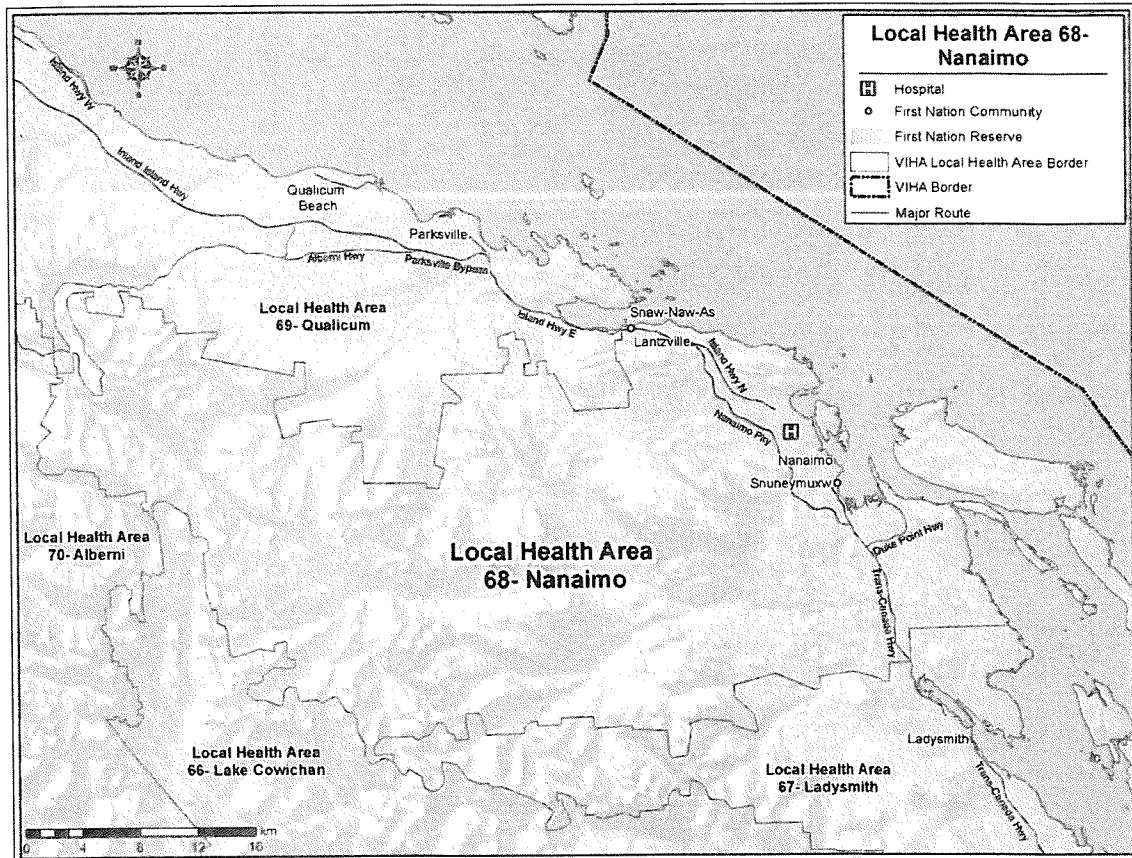 Local Health Area 68-
Nanaimo
H Hospital
First Nation Community
First Nation Reserve
VIHA Local Health Area Border
VIHA Border
Major Route
N
W E
S
Island Hwy W
Inland Island Hwy
Qualicum
Beach
Parksville
Alberni Hwy
Parksville Bypass
Local Health Area
69- Qualicum
Island Hwy E
Snaw-Naw-As
Lantzville
Island Hwy N
Nanaimo Pky
H
Nanaimo
Snuneymuxw
Duke Point Hwy
Local Health Area
70- Alberni
Local Health Area
68- Nanaimo
Trans-Canada Hwy
Local Health Area
66- Lake Cowichan
Local Health Area
67- Ladysmith
Ladysmith
Trans-Canada Hwy
0 2 4 8 12 16 km